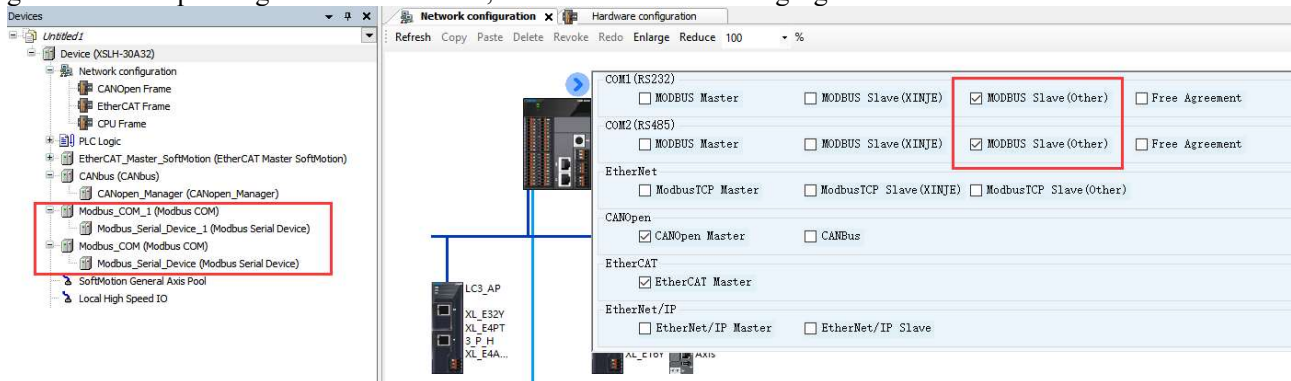 Devices
Untitled1
Device (XSLH-30A32)
Network configuration
CANOpen Frame
EtherCAT Frame
CPU Frame
PLC Logic
EtherCAT_Master_SoftMotion (EtherCAT Master SoftMotion)
CANbus (CANbus)
CANopen_Manager (CANopen_Manager)
Modbus_COM_1 (Modbus COM)
Modbus_Serial_Device_1 (Modbus Serial Device)
Modbus_COM (Modbus COM)
Modbus_Serial_Device (Modbus Serial Device)
SoftMotion General Axis Pool
Local High Speed IO
Network configuration Hardware configuration
Refresh Copy Paste Delete Revoke Redo Enlarge Reduce 100 %
COM1(RS232)
MODBUS Master MODBUS Slave(XINJE) MODBUS Slave(Other) Free Agreement
COM2(RS485)
MODBUS Master MODBUS Slave(XINJE) MODBUS Slave(Other) Free Agreement
EtherNet
ModbusTCP Master ModbusTCP Slave(XINJE) ModbusTCP Slave(Other)
CANOpen
CANOpen Master CANBus
EtherCAT
EtherCAT Master
EtherNet/IP
EtherNet/IP Master EtherNet/IP Slave
LC3_AP
XL_E32Y
XL_E4PT
3_P_H
XL_E4A...
XL_E16Y Axis